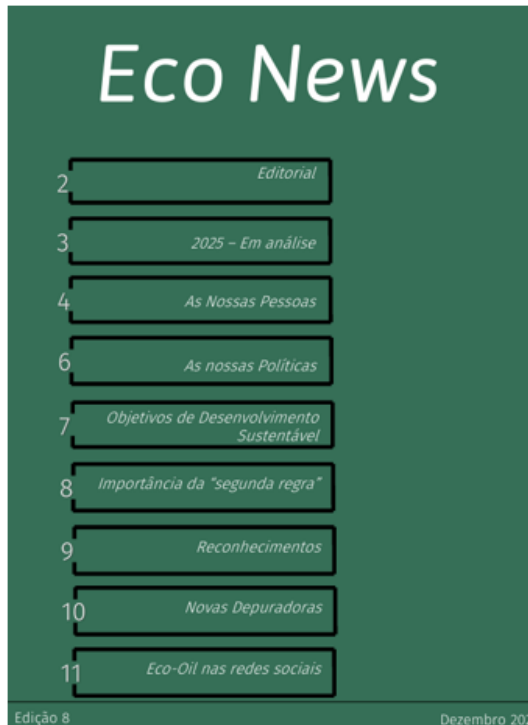 Eco News
2 Editorial
3 2025 – Em análise
4 As Nossas Pessoas
6 As nossas Políticas
7 Objetivos de Desenvolvimento
Sustentável
8 Importância da “segunda regra”
9 Reconhecimentos
10 Novas Depuradoras
11 Eco-Oil nas redes sociais
Edição 8
Dezembro